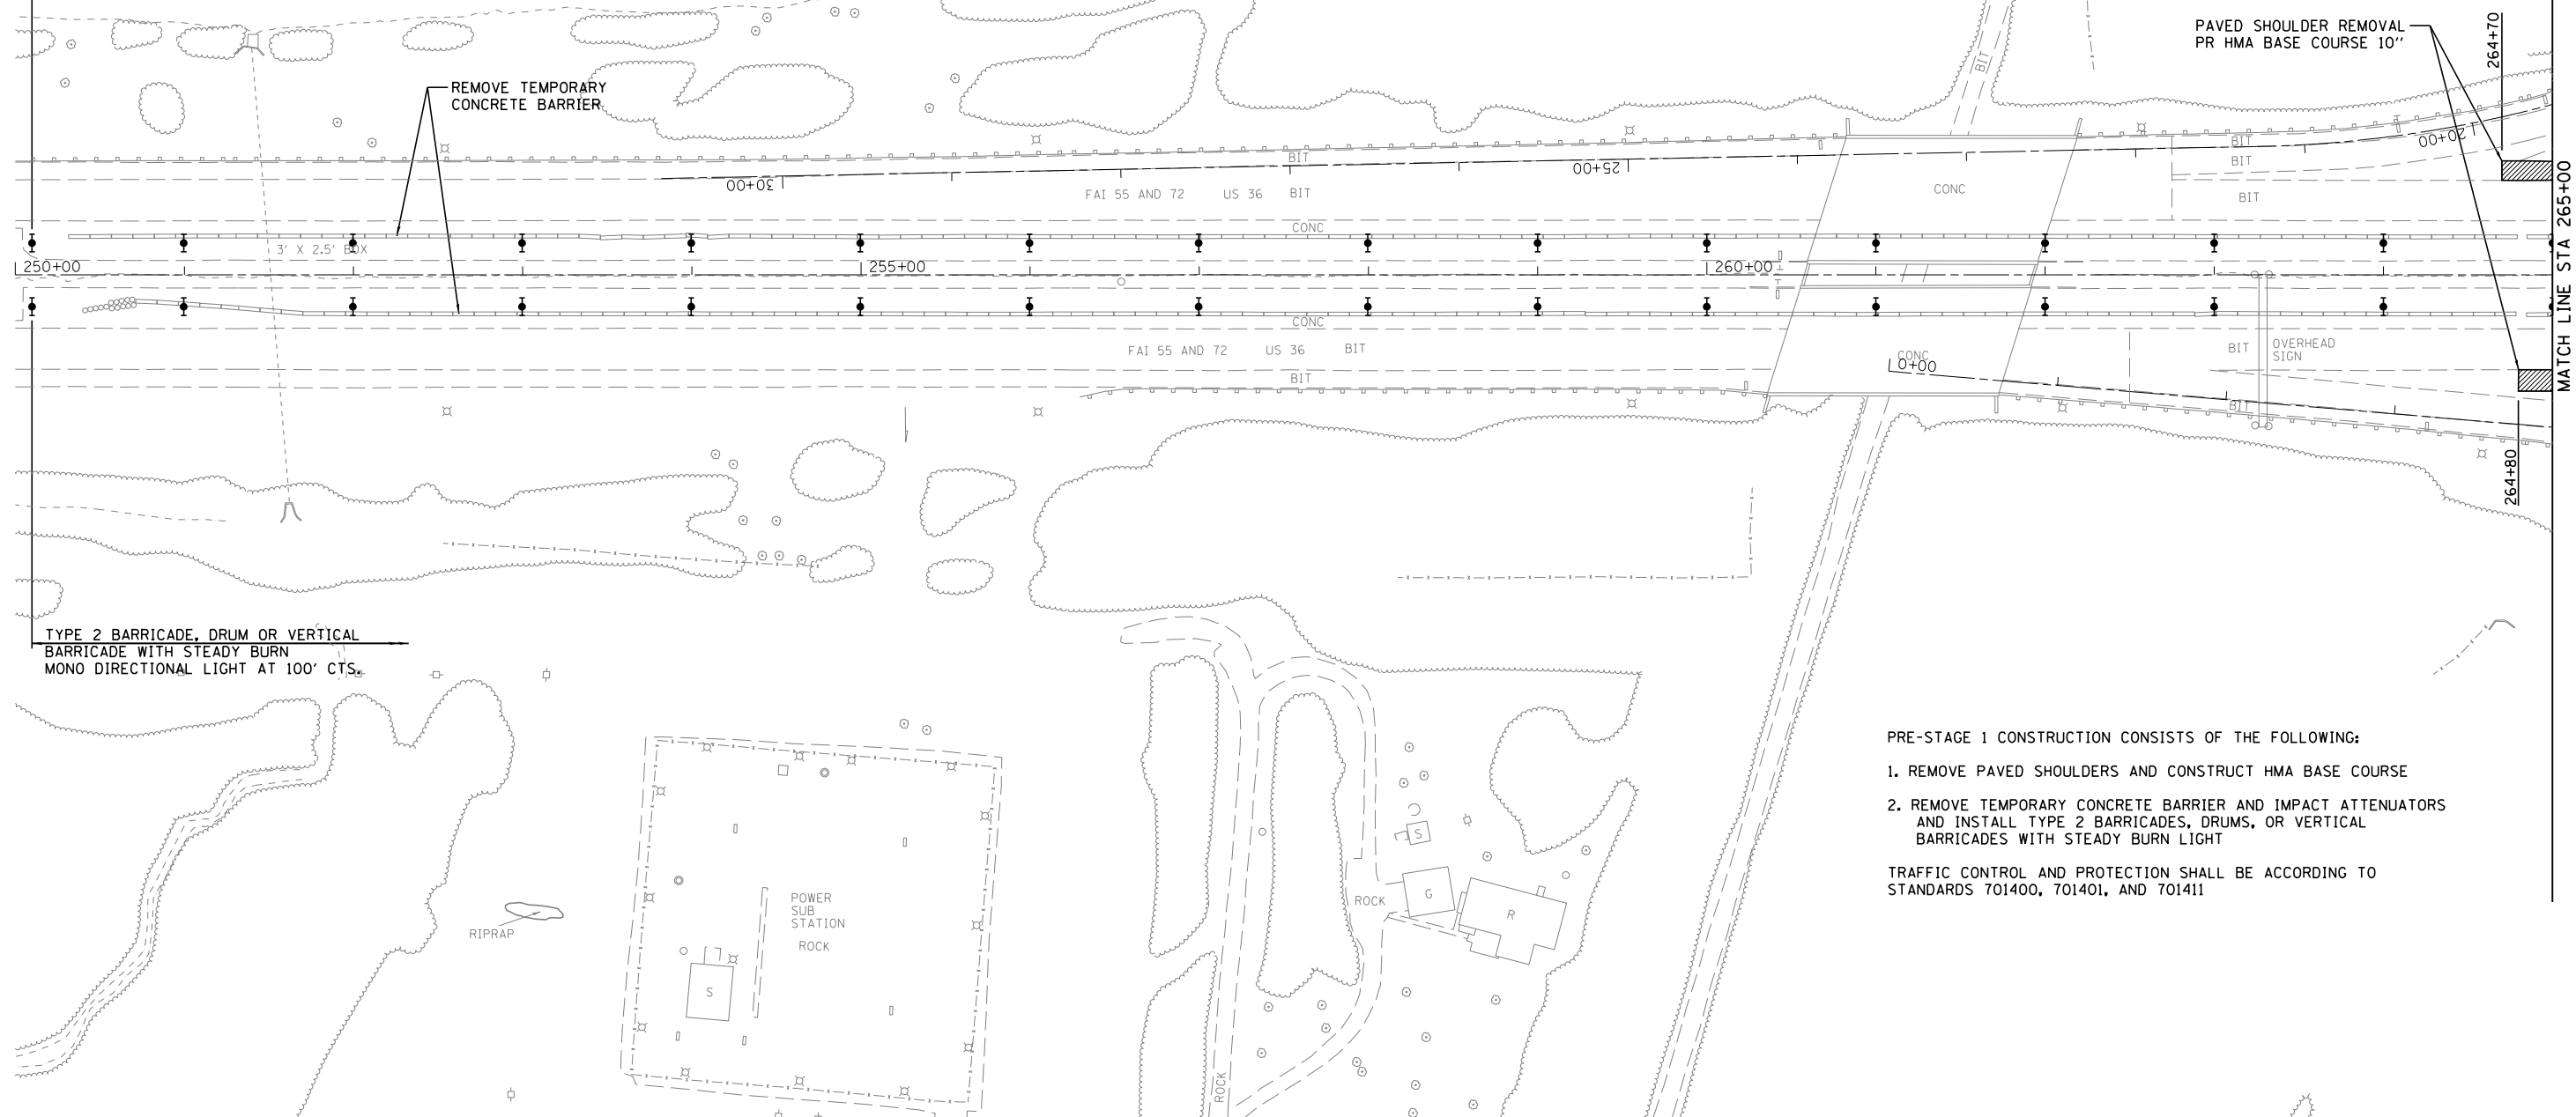 PAVED SHOULDER REMOVAL
PR HMA BASE COURSE 10''
264+70
REMOVE TEMPORARY
CONCRETE BARRIER
BIT
BIT
BIT
BIT
20+00
30+00
25+00
FAI 55 AND 72 US 36 BIT
CONC
BIT
CONC
3' X 2.5' BOX
250+00
255+00
260+00
MATCH LINE STA 265+00
CONC
FAI 55 AND 72 US 36 BIT
CONC
0+00
BIT
OVERHEAD
SIGN
BIT
BIT
264+80
TYPE 2 BARRICADE, DRUM OR VERTICAL
BARRICADE WITH STEADY BURN
MONO DIRECTIONAL LIGHT AT 100' CTS.
PRE-STAGE 1 CONSTRUCTION CONSISTS OF THE FOLLOWING:
1. REMOVE PAVED SHOULDERS AND CONSTRUCT HMA BASE COURSE
2. REMOVE TEMPORARY CONCRETE BARRIER AND IMPACT ATTENUATORS
AND INSTALL TYPE 2 BARRICADES, DRUMS, OR VERTICAL
BARRICADES WITH STEADY BURN LIGHT
TRAFFIC CONTROL AND PROTECTION SHALL BE ACCORDING TO
STANDARDS 701400, 701401, AND 701411
S
G
R
ROCK
POWER
SUB
STATION
ROCK
RIPRAP
S
ROCK